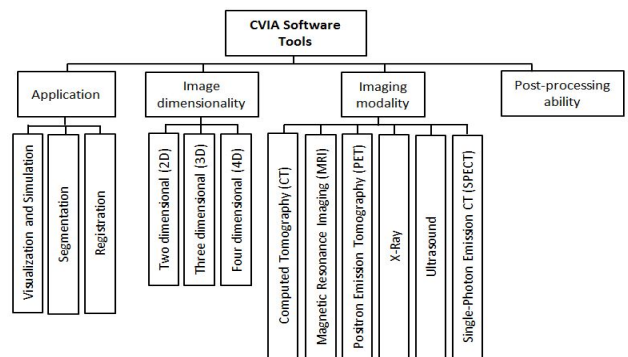 CVIA Software
Tools
Application
Image
dimensionality
Imaging
modality
Post-processing
ability
Visualization and Simulation
Segmentation
Registration
Two dimensional (2D)
Three dimensional (3D)
Four dimensional (4D)
Computed Tomography (CT)
Magnetic Resonance Imaging (MRI)
Positron Emission Tomography (PET)
X-Ray
Ultrasound
Single-Photon Emission CT (SPECT)